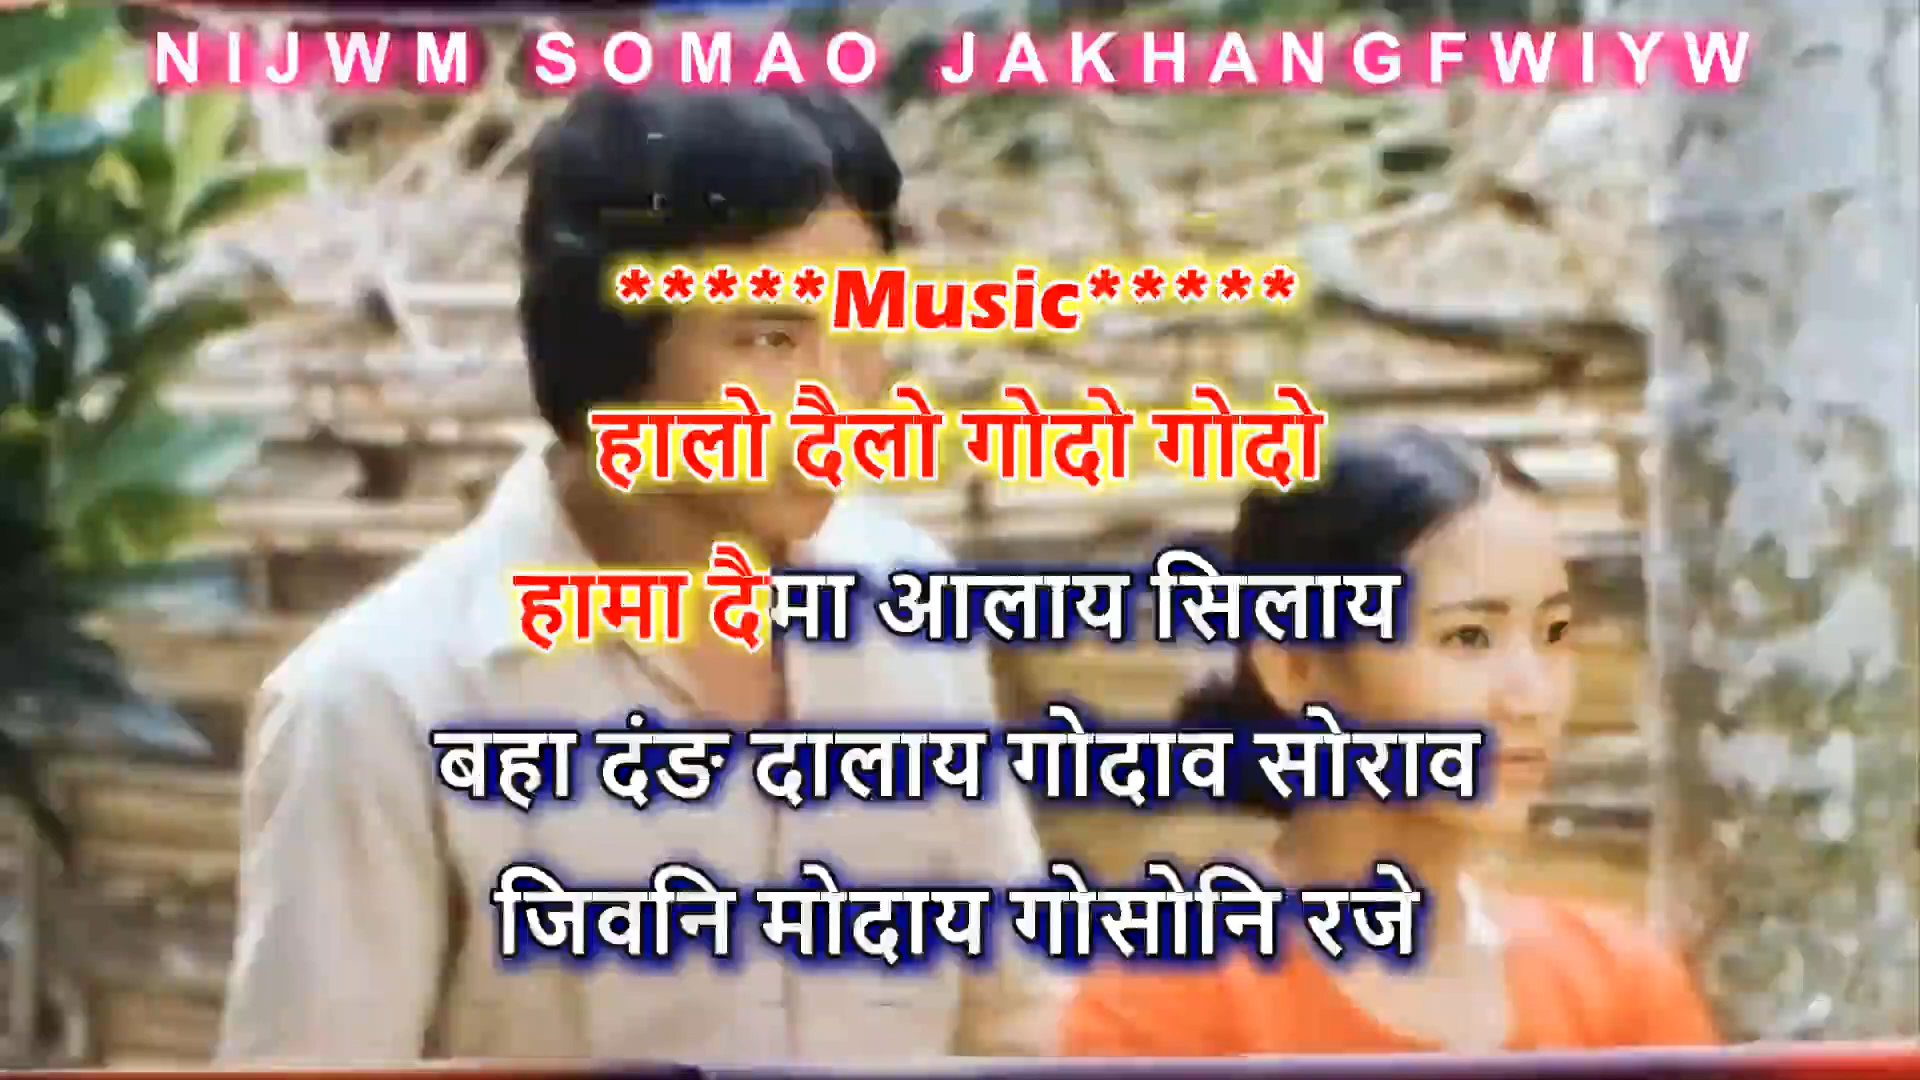 NIJWM SOMAO JAKHANGFWIYW
*****Music*****
हालो दैलो गोदो गोदो
हामा दैमा आलाय सिलाय
बहा दंङ दालाय गोदाव सोराव
जिवनि मोदाय गोसोनि रजे